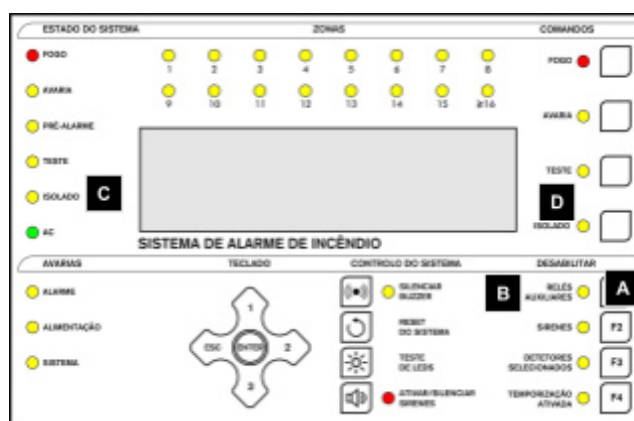 ESTADO DO SISTEMA
ZONAS
COMANDOS
FOGO
AVARIA
PRÉ-ALARME
TESTE
ISOLADO
AC
C
1 2 3 4 5 6 7 8
9 10 11 12 13 14 15 ≥16
FOGO
AVARIA
TESTE
D
ISOLADO
SISTEMA DE ALARME DE INCÊNDIO
AVARIAS
TECLADO
CONTROLO DO SISTEMA
DESABILITAR
ALARME
ALIMENTAÇÃO
SISTEMA
1
ESC
ENTER
2
3
SILENCIAR
BUZZER
RESET
DO SISTEMA
TESTE
DE LEDS
ATIVAR/SILENCIAR
SIRENES
B
RELÉS
AUXILIARES
A
SIRENES
F2
DETETORES
SELECIONADOS
F3
TEMPORIZAÇÃO
ATIVADA
F4